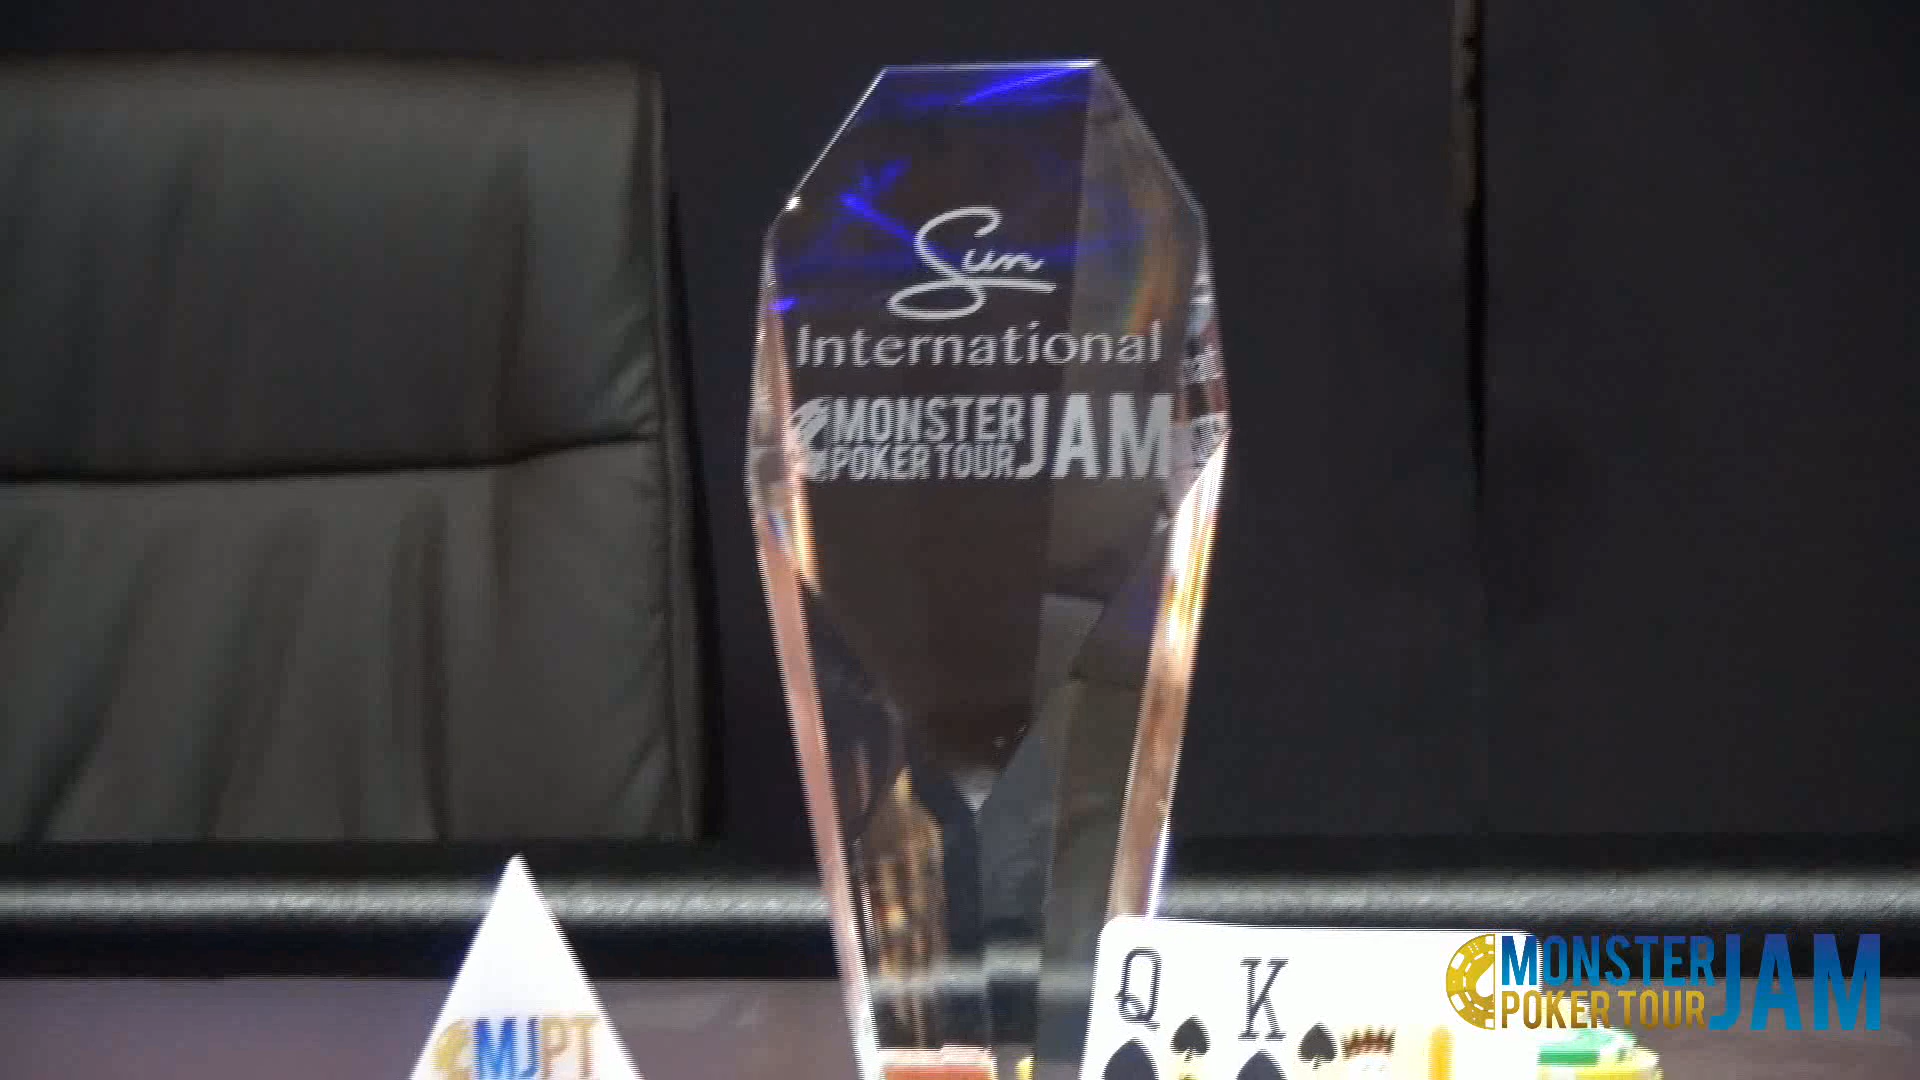 Sun
International
MONSTER JAM
POKER TOUR
Q K
MJPT
MONSTER JAM
POKER TOUR